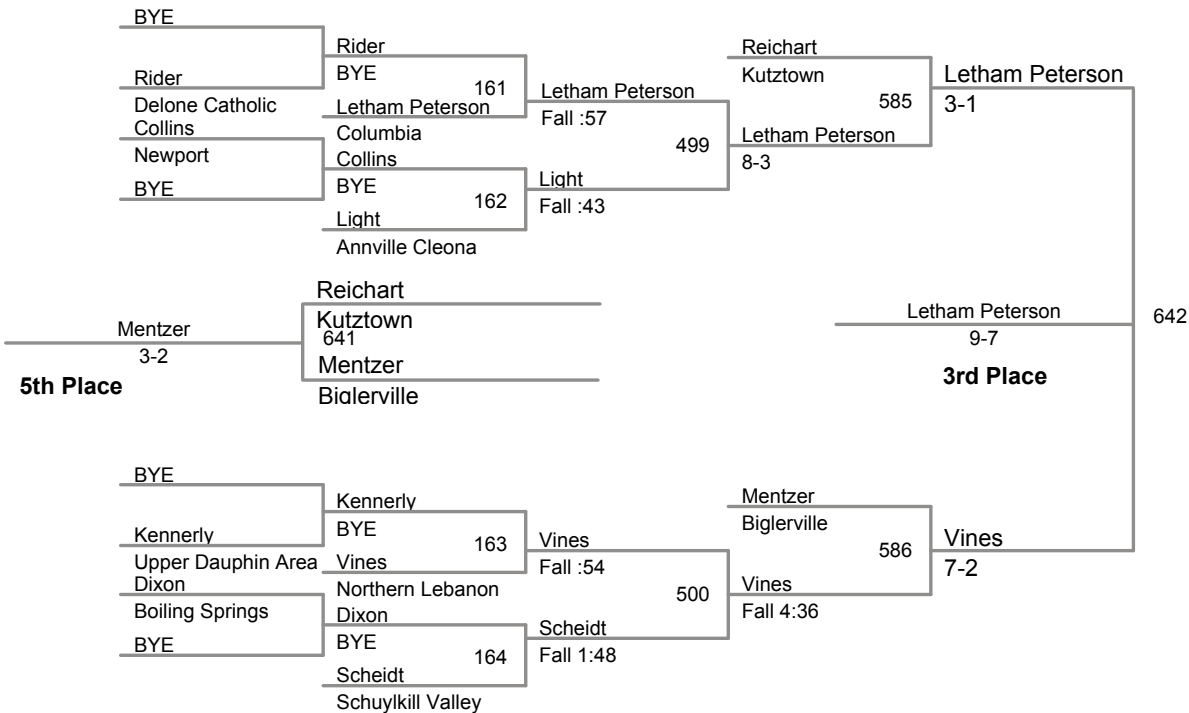 BYE
Rider
Delone Catholic
Collins
Newport
BYE
Rider
BYE
161
Letham Peterson
Columbia
Collins
BYE
162
Light
Annville Cleona
Letham Peterson
Fall :57
499
Light
Fall :43
Reichart
Kutztown
585
Letham Peterson
8-3
Letham Peterson
3-1
Mentzer
3-2
5th Place
Reichart
Kutztown
641
Mentzer
Biglerville
Letham Peterson
9-7
3rd Place
642
BYE
Kennerly
Upper Dauphin Area
Dixon
Boiling Springs
BYE
Kennerly
BYE
163
Vines
Northern Lebanon
Dixon
BYE
164
Scheidt
Schuylkill Valley
Vines
Fall :54
500
Scheidt
Fall 1:48
Mentzer
Biglerville
586
Vines
Fall 4:36
Vines
7-2